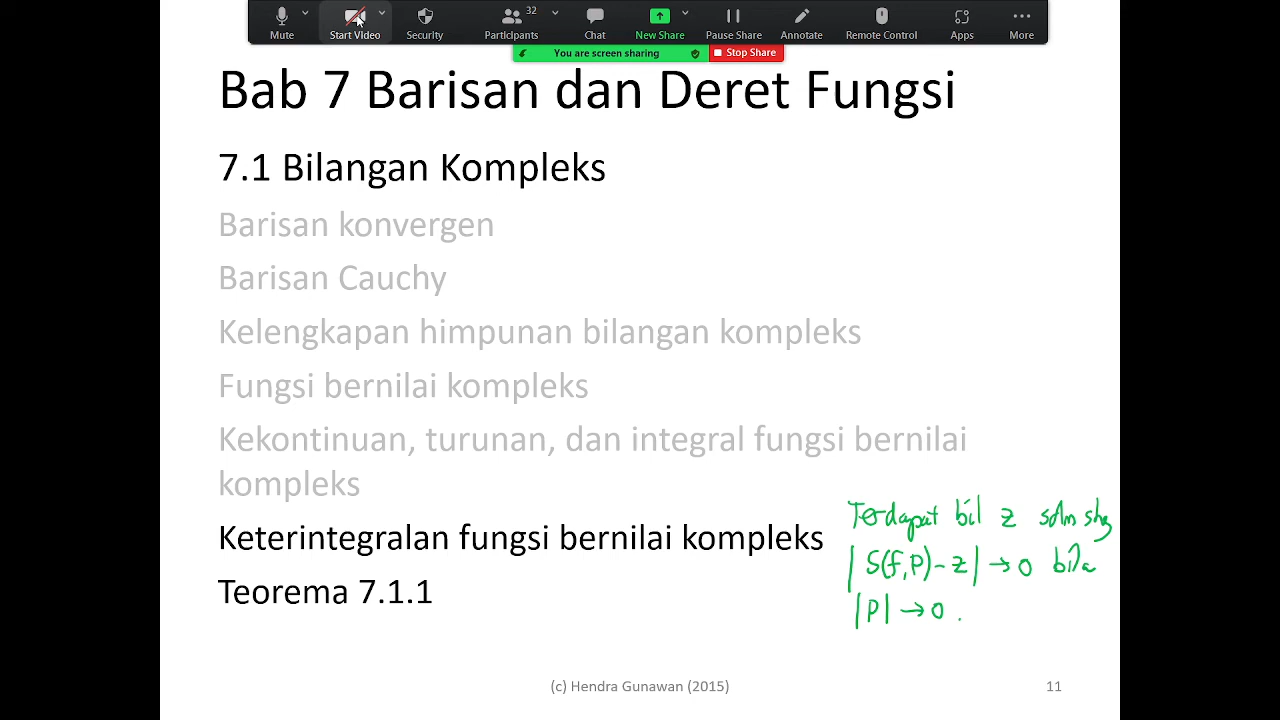 Mute
Start Video
Security
32
Participants
Chat
New Share
Pause Share
Annotate
Remote Control
Apps
More
You are screen sharing
Stop Share
Bab 7 Barisan dan Deret Fungsi
7.1 Bilangan Kompleks
Barisan konvergen
Barisan Cauchy
Kelengkapan himpunan bilangan kompleks
Fungsi bernilai kompleks
Kekontinuan, turunan, dan integral fungsi bernilai
kompleks
Terdapat bil z sdm shg
Keterintegralan fungsi bernilai kompleks
|S(f,P)-z|→0 bila
Teorema 7.1.1
|P|→0.
(c) Hendra Gunawan (2015)
11